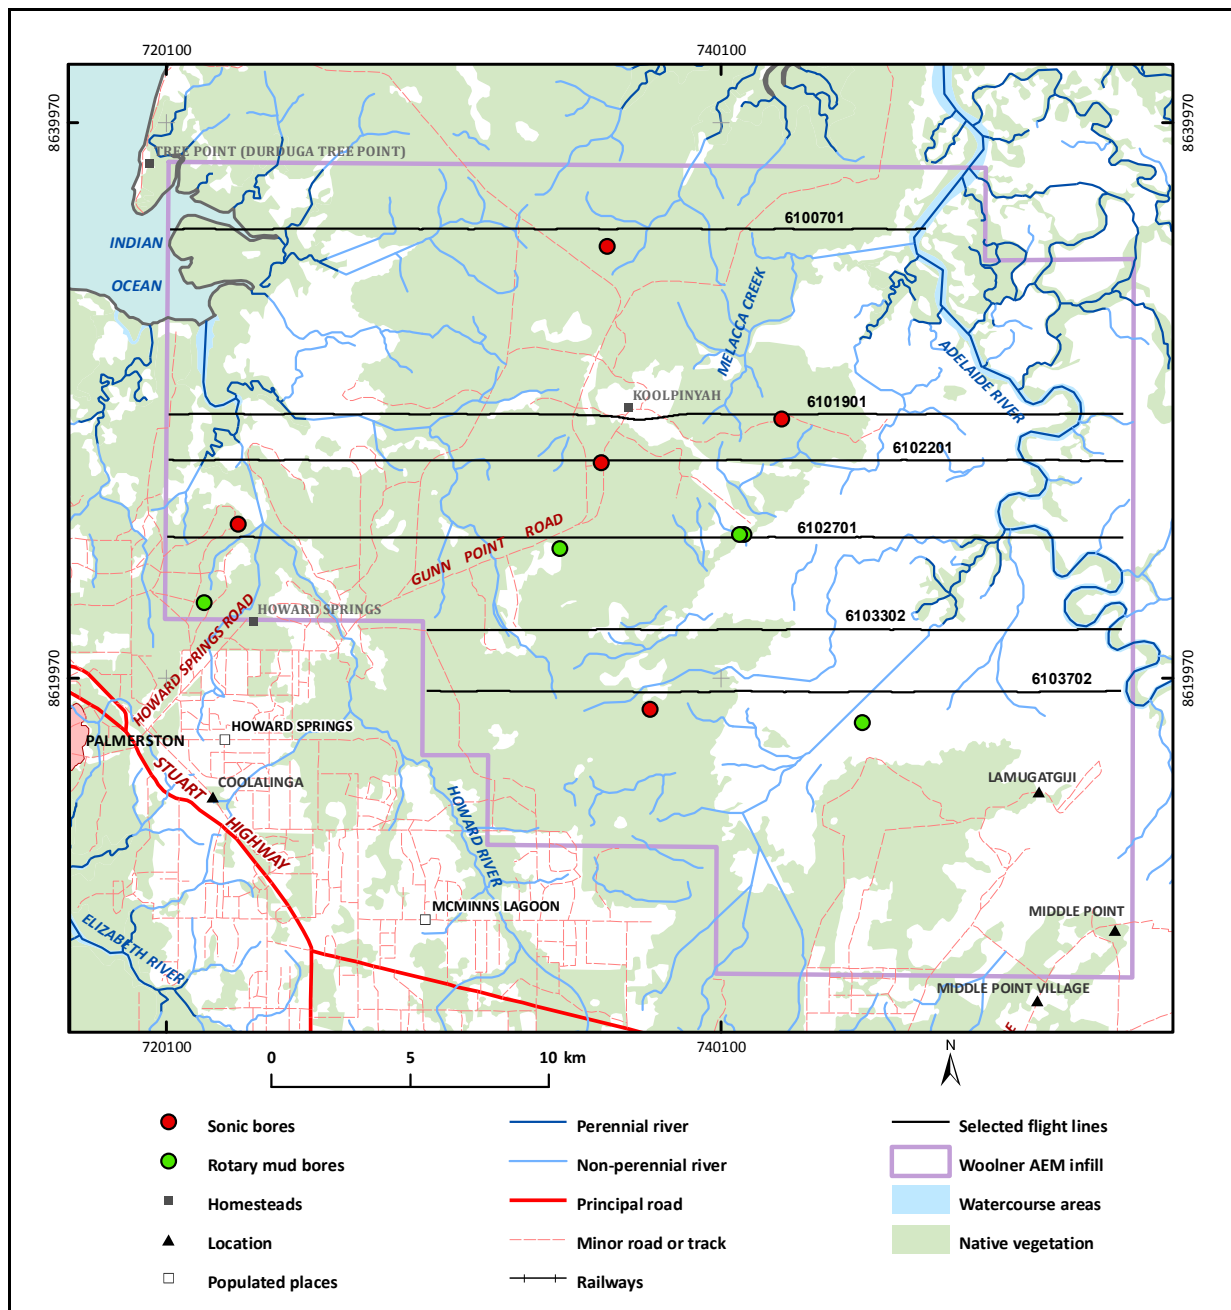 720100
740100
8639970
8639970
TREE POINT (DURDUGA TREE POINT)
6100701
INDIAN
OCEAN
MELACCA CREEK
ADELAIDE RIVER
KOOLPINYAH
6101901
6102201
6102701
GUNN POINT ROAD
HOWARD SPRINGS
HOWARD SPRINGS ROAD
6103302
8619970
8619970
6103702
HOWARD SPRINGS
PALMERSTON
STUART HIGHWAY
COOLALINGA
LAMUGATGIJI
HOWARD RIVER
MCMINNS LAGOON
MIDDLE POINT
ELIZABETH RIVER
MIDDLE POINT VILLAGE
E
720100
740100
0 5 10 km
N
Sonic bores
Rotary mud bores
Homesteads
Location
Populated places
Perennial river
Non-perennial river
Principal road
Minor road or track
Railways
Selected flight lines
Woolner AEM infill
Watercourse areas
Native vegetation